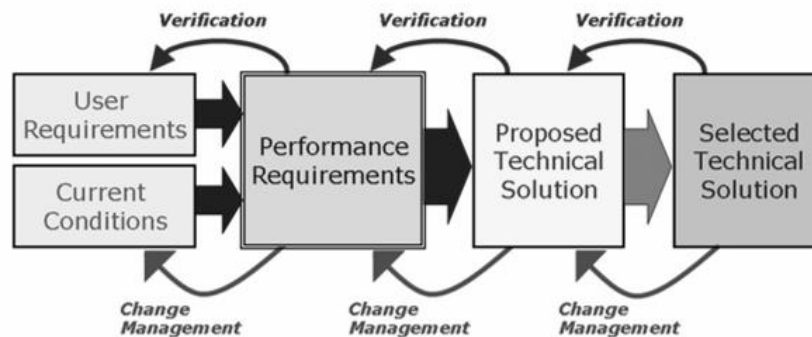 Verification
Verification
Verification
User
Requirements
Current
Conditions
Performance
Requirements
Proposed
Technical
Solution
Selected
Technical
Solution
Change
Management
Change
Management
Change
Management